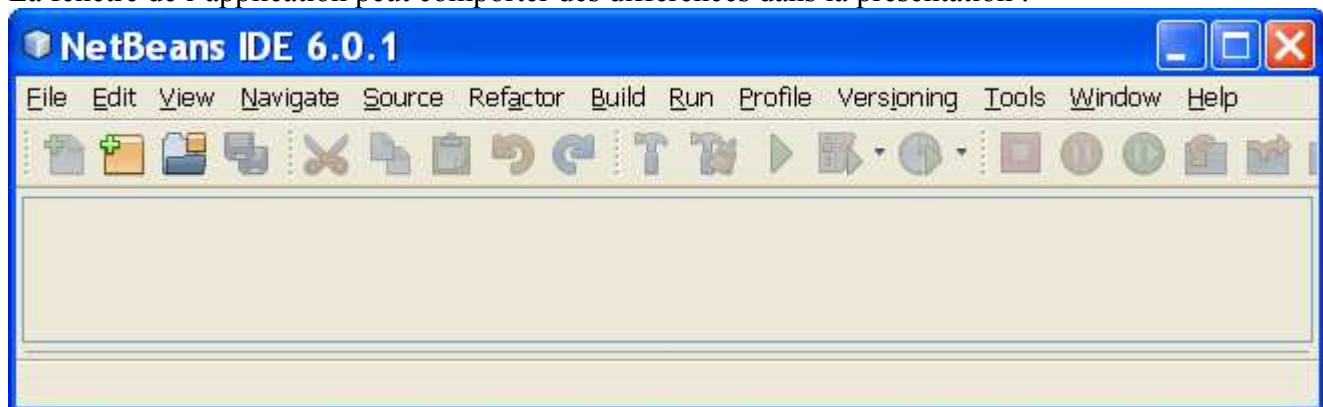 La fenêtre de l'application peut comporter des différences dans la présentation :
NetBeans IDE 6.0.1
File Edit View Navigate Source Refactor Build Run Profile Versioning Tools Window Help